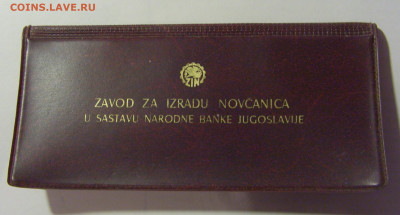 COINS.LAVE.RU
ZIN
ZAVOD ZA IZRADU NOVČANICA
U SASTAVU NARODNE BANKE JUGOSLAVIJE